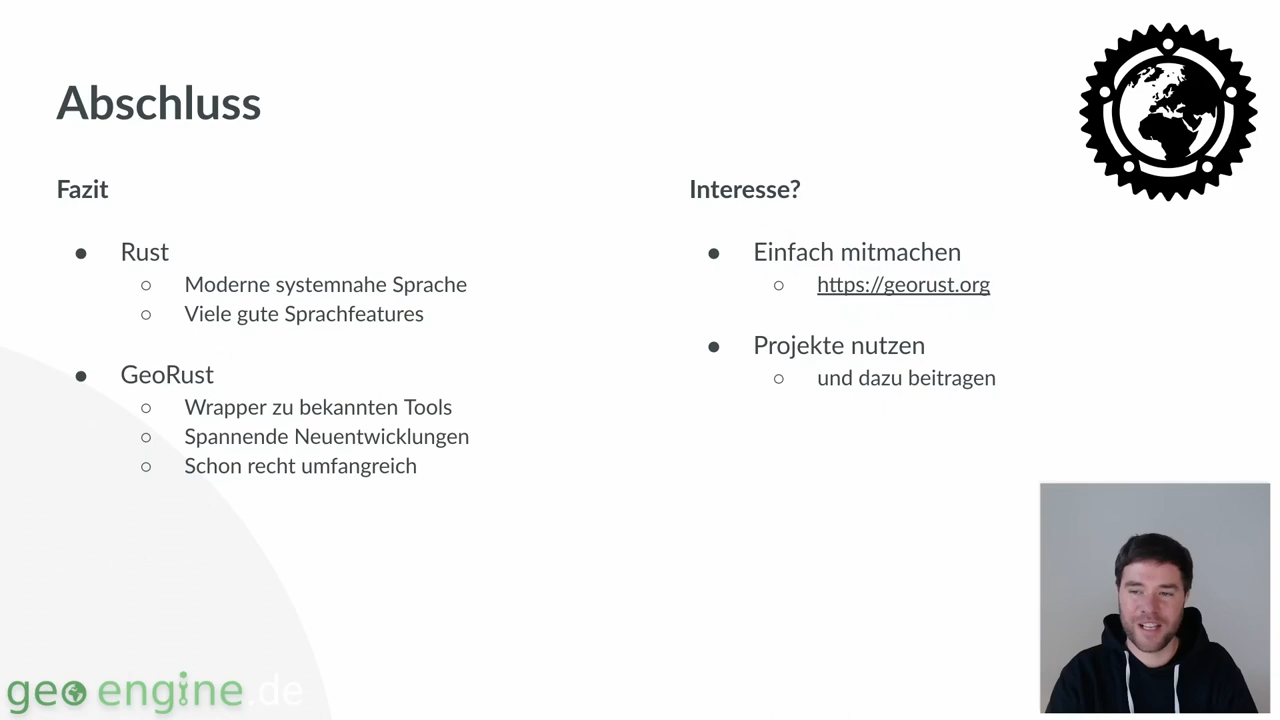 Abschluss
Fazit
● Rust
○ Moderne systemnahe Sprache
○ Viele gute Sprachfeatures
● GeoRust
○ Wrapper zu bekannten Tools
○ Spannende Neuentwicklungen
○ Schon recht umfangreich
Interesse?
● Einfach mitmachen
○ https://georust.org
● Projekte nutzen
○ und dazu beitragen
geo engine.de